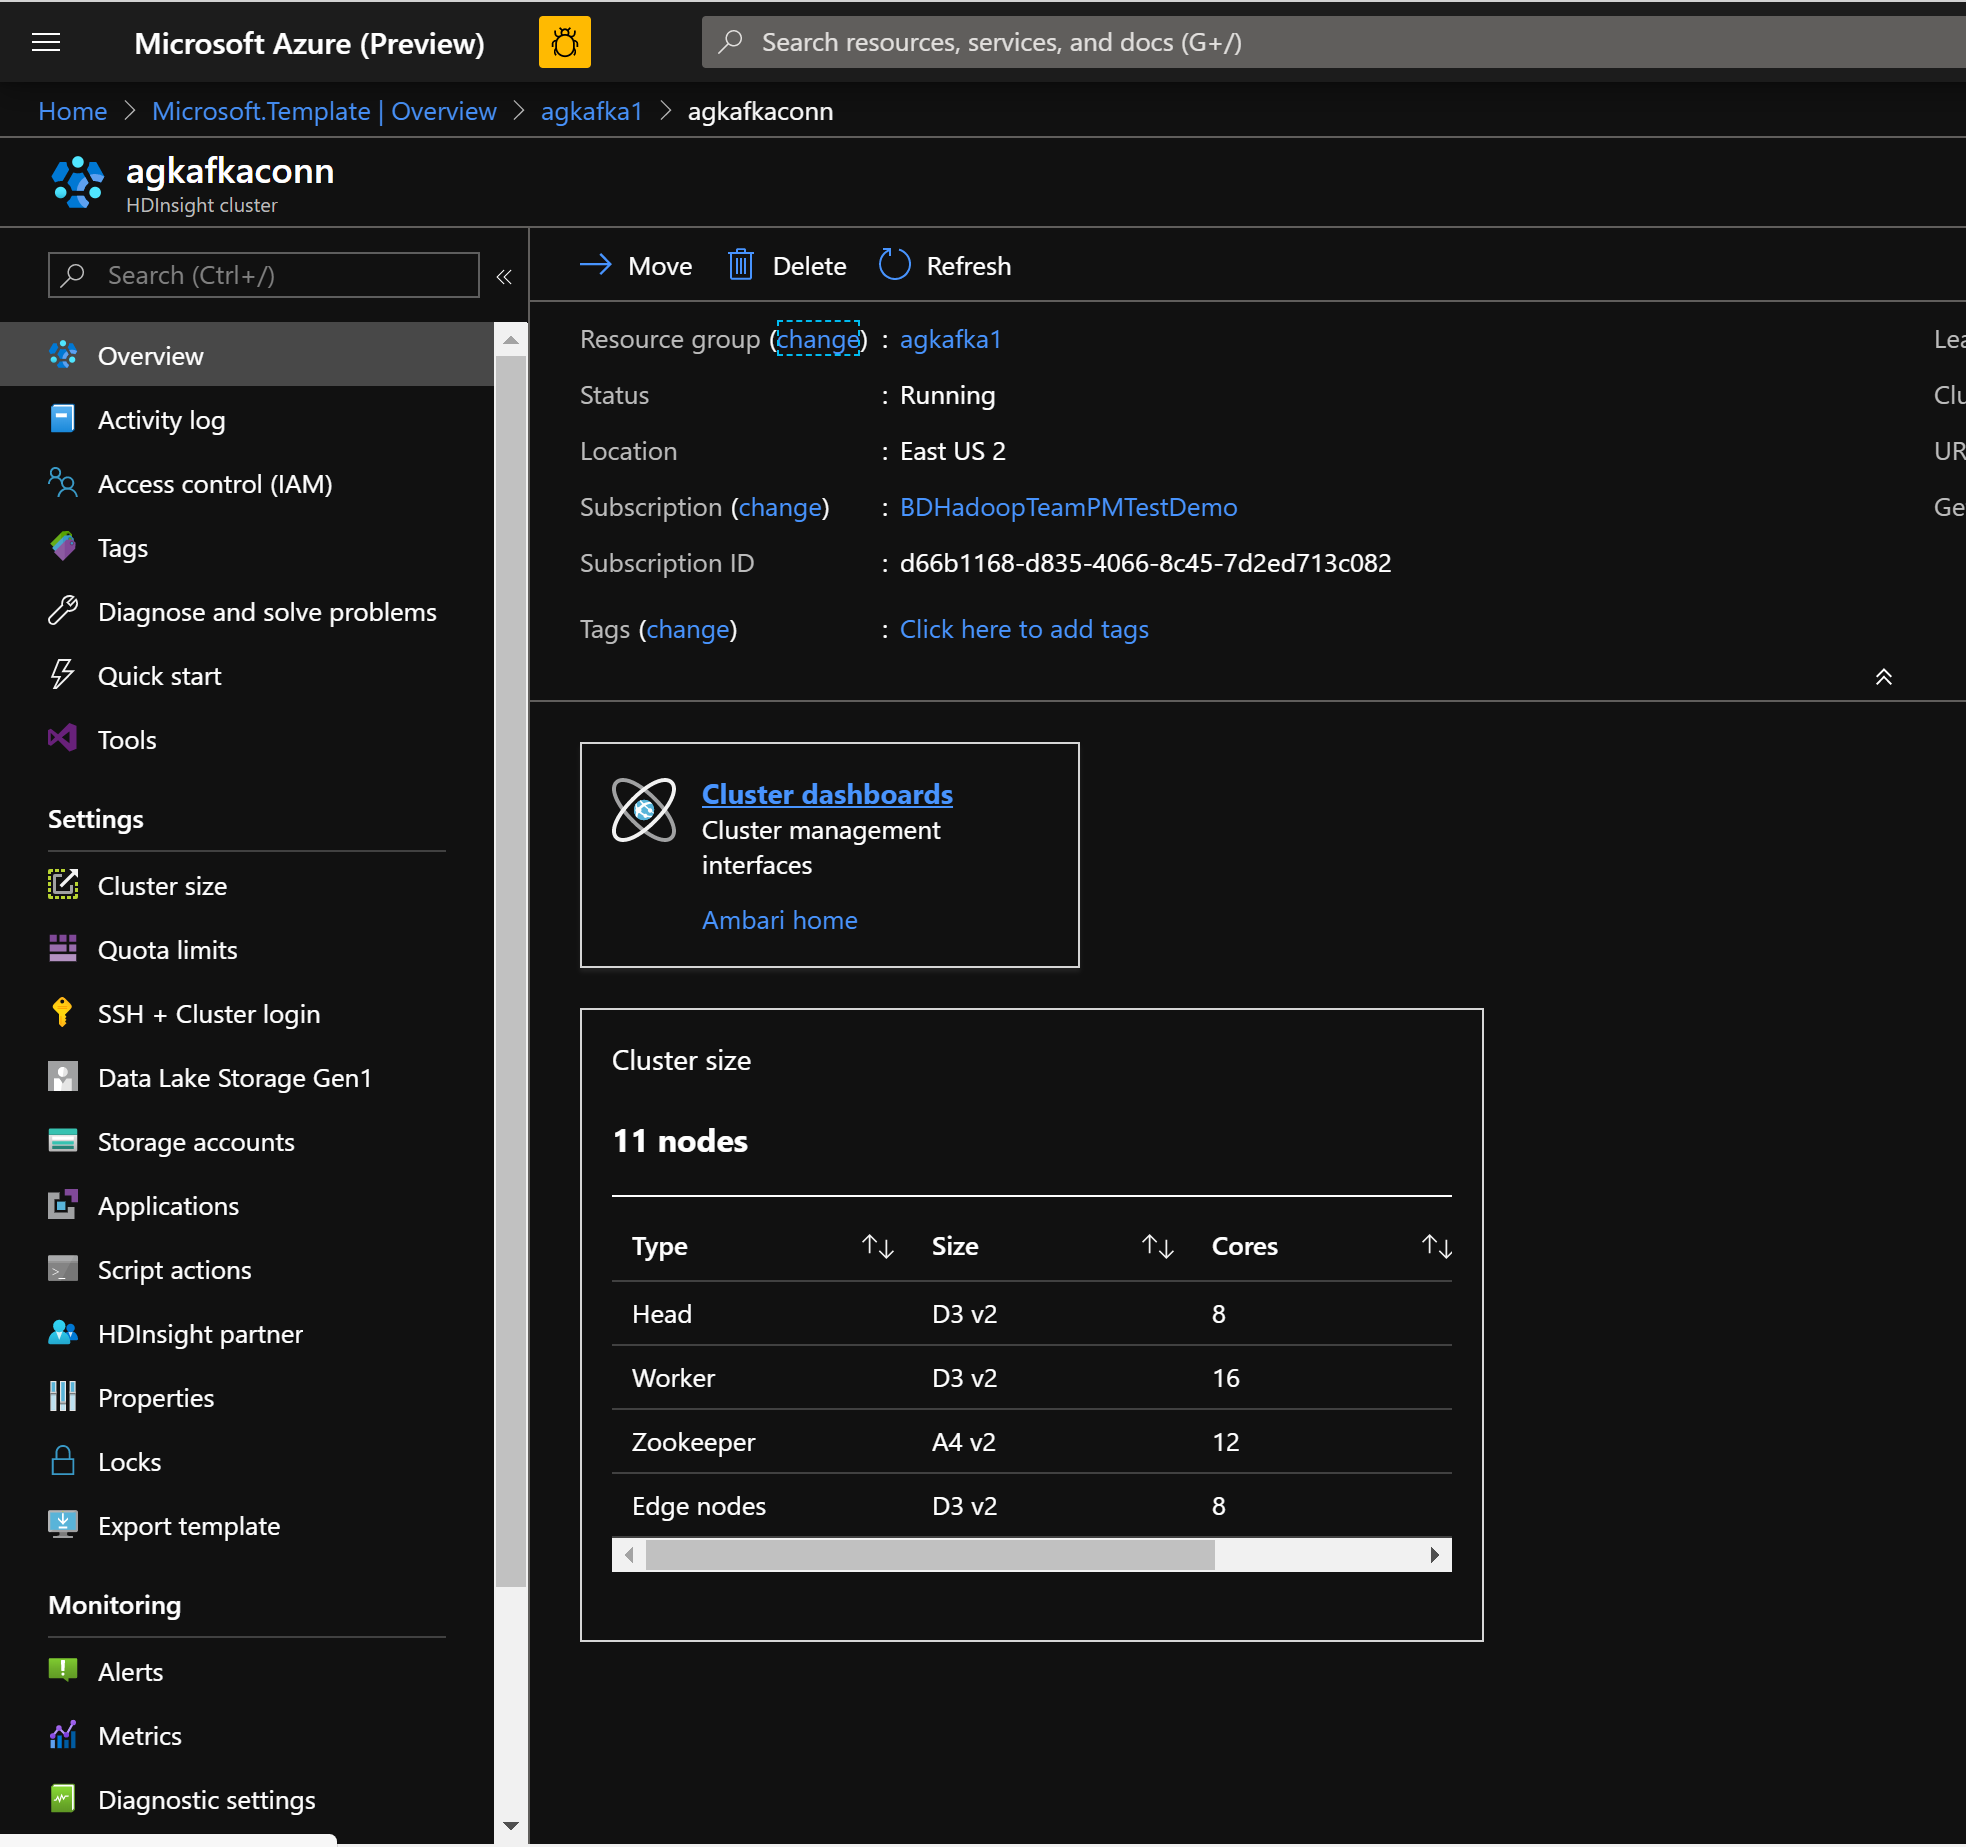 Microsoft Azure (Preview)
Search resources, services, and docs (G+/)
Home > Microsoft.Template | Overview > agkafka1 > agkafkaconn
agkafkaconn
HDInsight cluster
Search (Ctrl+/)
«
Overview
Activity log
Access control (IAM)
Tags
Diagnose and solve problems
Quick start
Tools
Settings
Cluster size
Quota limits
SSH + Cluster login
Data Lake Storage Gen1
Storage accounts
Applications
Script actions
HDInsight partner
Properties
Locks
Export template
Monitoring
Alerts
Metrics
Diagnostic settings
Move Delete Refresh
Resource group (change) : agkafka1
Status : Running
Location : East US 2
Subscription (change) : BDHadoopTeamPMTestDemo
Subscription ID : d66b1168-d835-4066-8c45-7d2ed713c082
Tags (change) : Click here to add tags
Lea
Clu
UR
Ge
Cluster dashboards
Cluster management
interfaces
Ambari home
Cluster size
11 nodes
Type Size Cores
Head D3 v2 8
Worker D3 v2 16
Zookeeper A4 v2 12
Edge nodes D3 v2 8